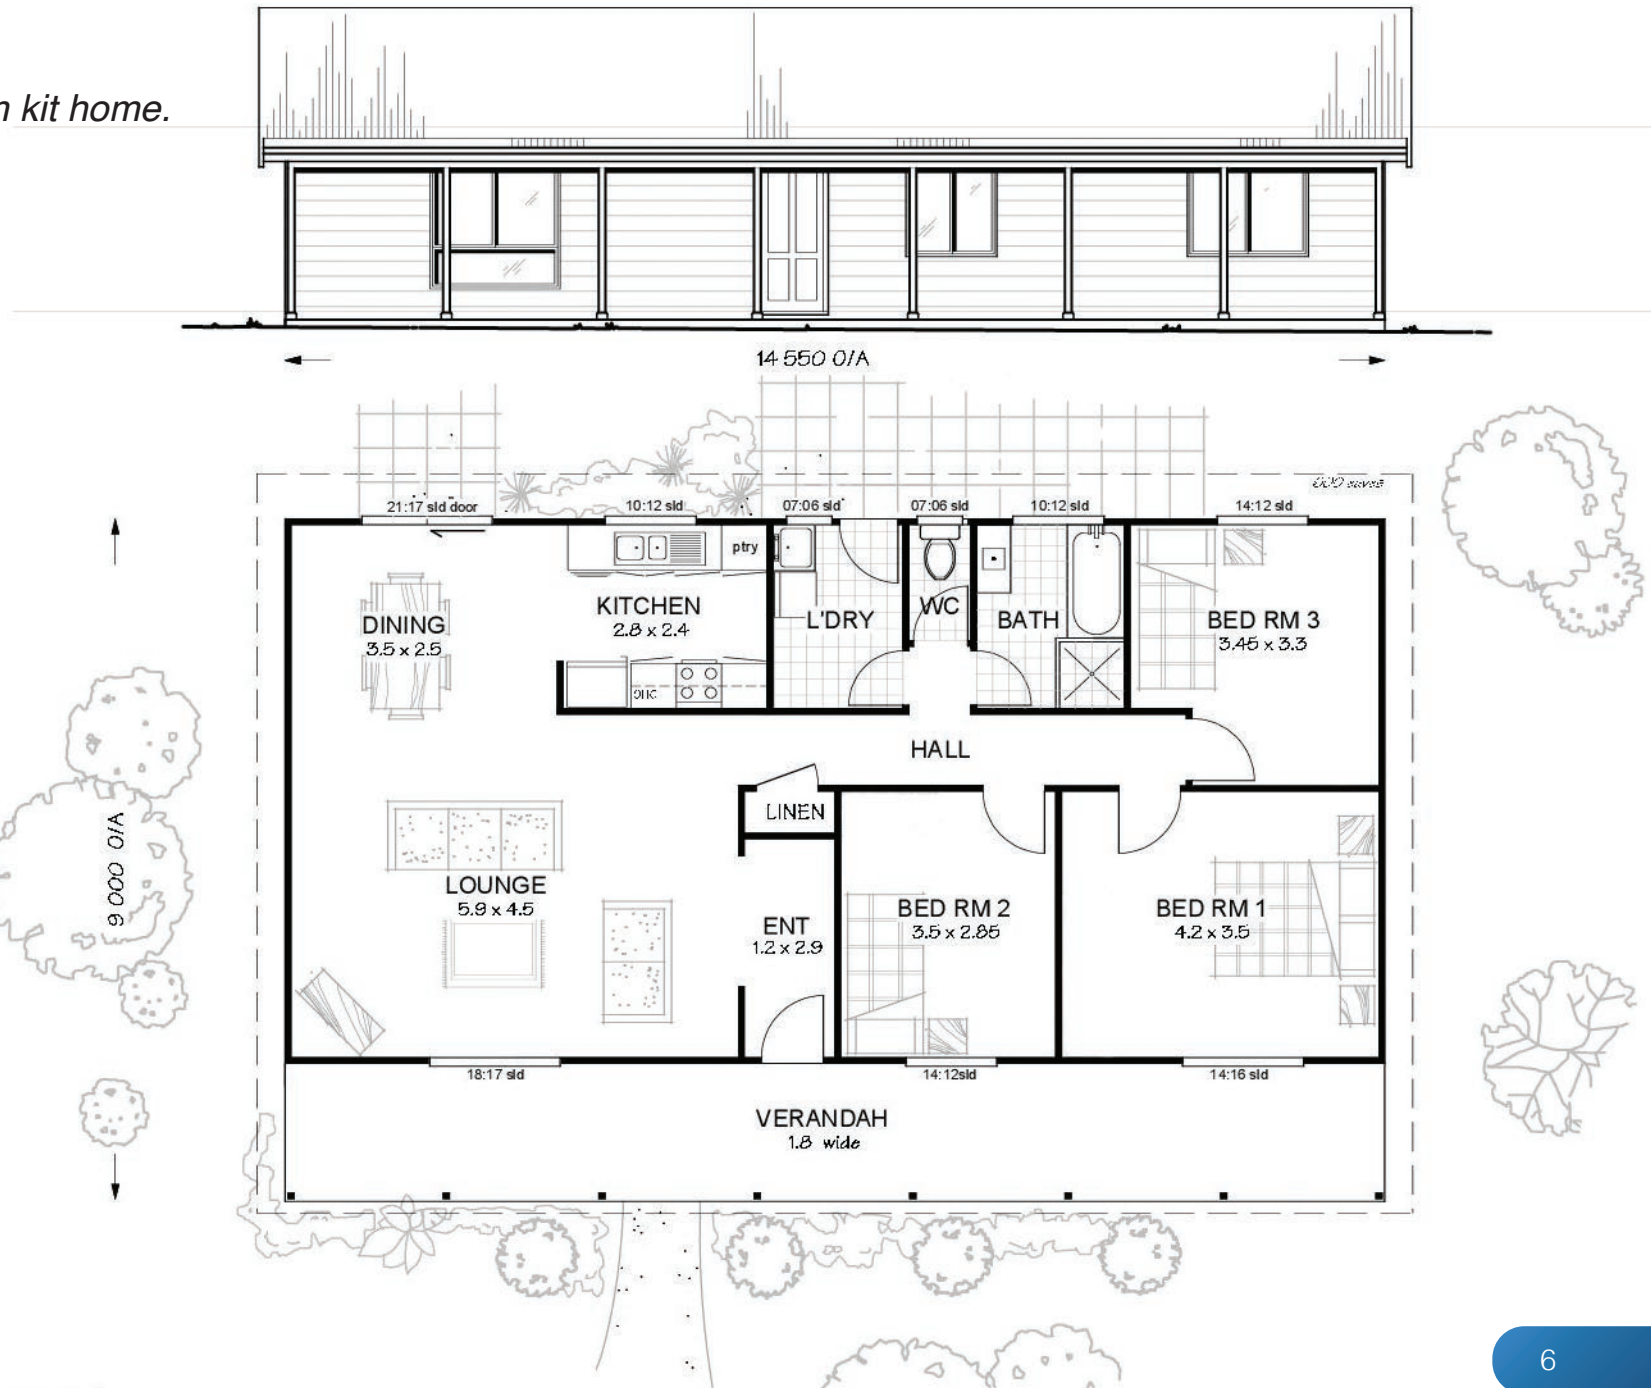 kit home.
14 550 O/A
600 eaves
21:17 sld door
10:12 sld
07:06 sld
07:06 sld
10:12 sld
14:12 sld
ptry
KITCHEN
2.8 x 2.4
DINING
3.5 x 2.5
L'DRY
WC
BATH
BED RM 3
3.45 x 3.3
OHC
HALL
LINEN
9 000 O/A
LOUNGE
5.9 x 4.5
ENT
1.2 x 2.9
BED RM 2
3.5 x 2.85
BED RM 1
4.2 x 3.5
18:17 sld
14:12sld
14:16 sld
VERANDAH
1.8 wide
6